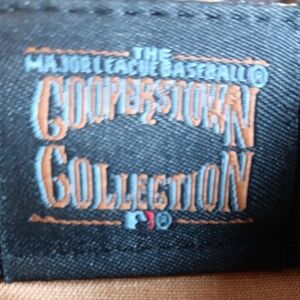 THE
MAJOR LEAGUE BASEBALL®
COOPERSTOWN
COLLECTION
®